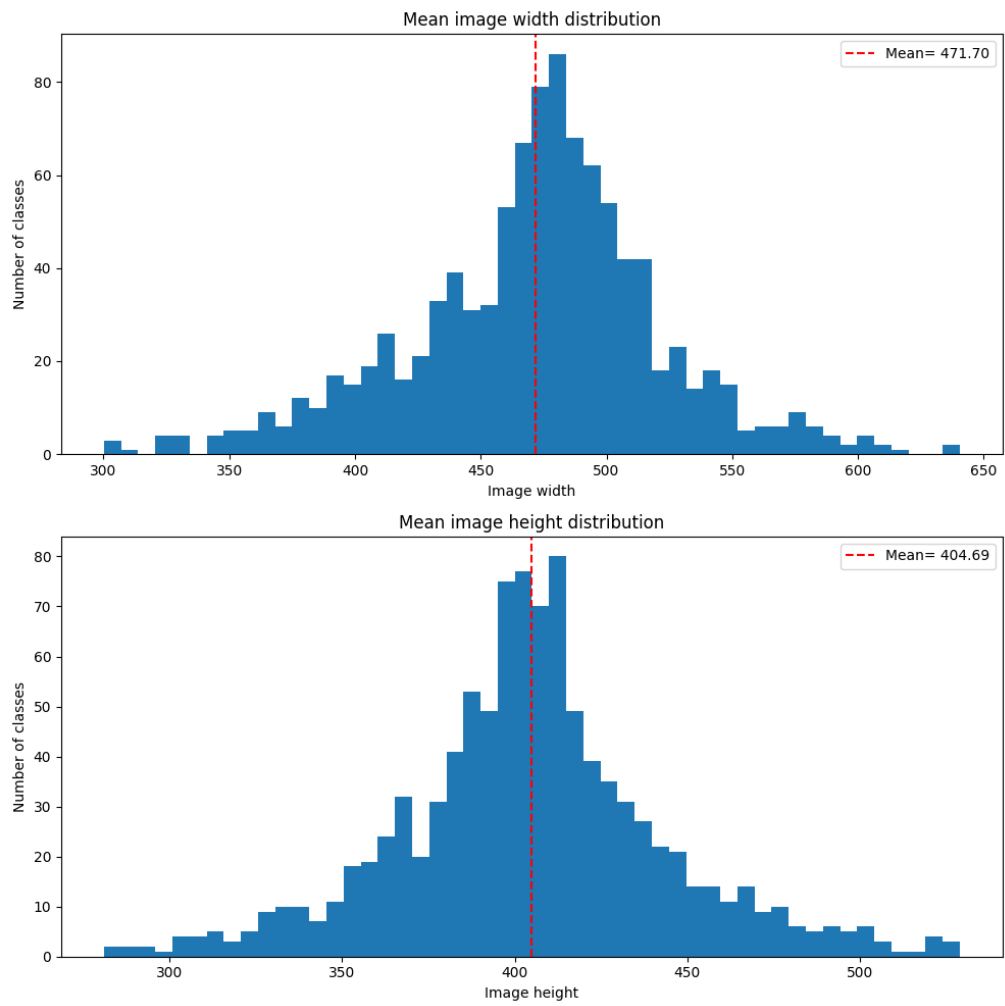 Mean image width distribution
Mean= 471.70
Number of classes
80
60
40
20
0
300 350 400 450 500 550 600 650
Image width
Mean image height distribution
Mean= 404.69
Number of classes
80
70
60
50
40
30
20
10
0
300 350 400 450 500
Image height